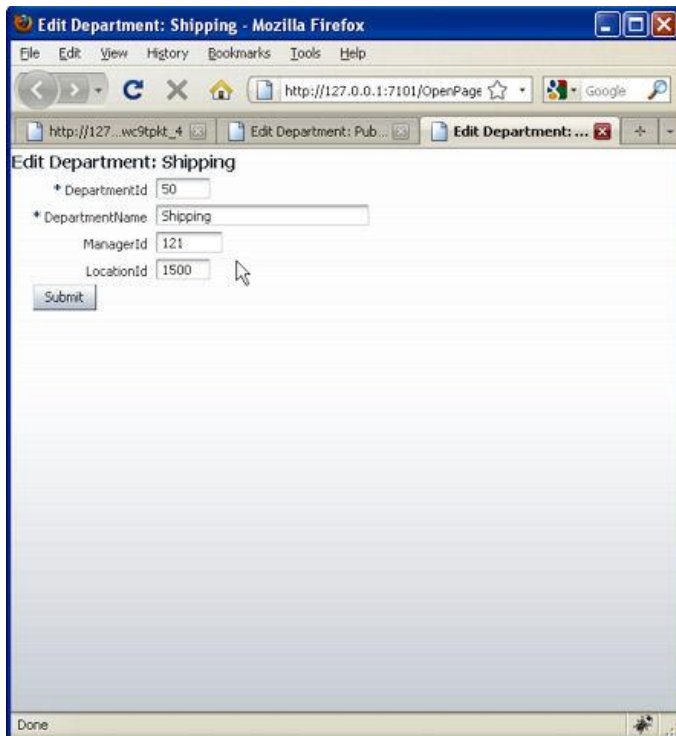 Edit Department: Shipping - Mozilla Firefox
File Edit View History Bookmarks Tools Help
http://127.0.0.1:7101/OpenPage Google
http://127...wc9tpkt_4 Edit Department: Pub... Edit Department: ...
Edit Department: Shipping
* DepartmentId 50
* DepartmentName Shipping
ManagerId 121
LocationId 1500
Submit
Done